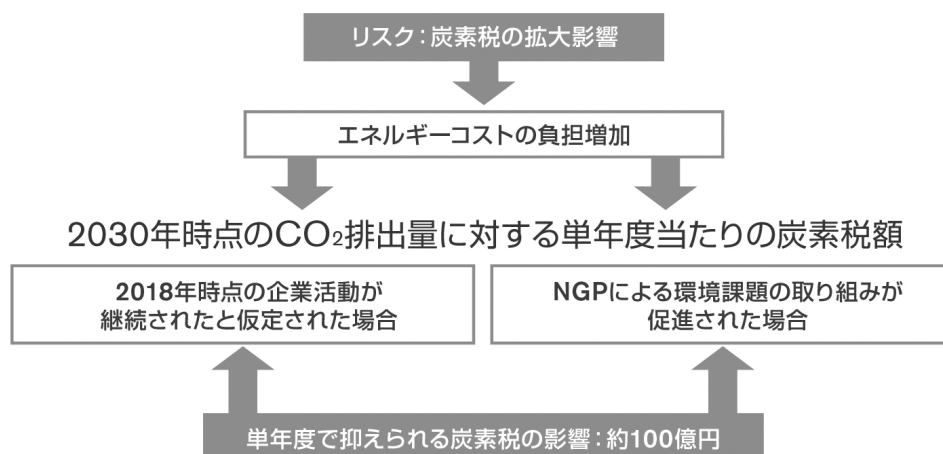 リスク：炭素税の拡大影響
エネルギーコストの負担増加
2030年時点のCO₂排出量に対する単年度当たりの炭素税額
2018年時点の企業活動が
継続されたと仮定された場合
NGPによる環境課題の取り組みが
促進された場合
単年度で抑えられる炭素税の影響：約100億円